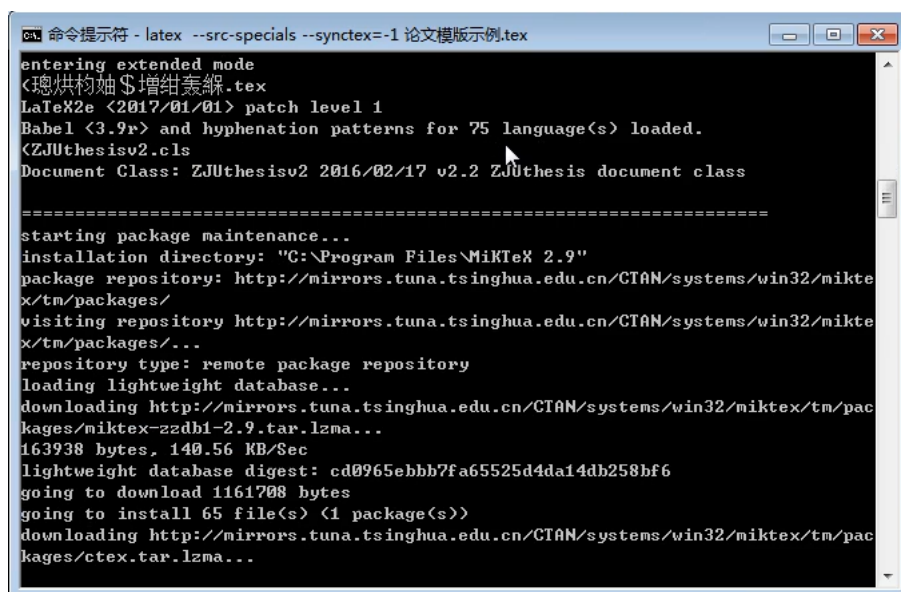 命令提示符 - latex --src-specials --synctex=-1 论文模版示例.tex
entering extended mode
.tex
LaTeX2e <2017/01/01> patch level 1
Babel <3.9r> and hyphenation patterns for 75 language(s) loaded.
(ZJUthesisv2.cls
Document Class: ZJUthesisv2 2016/02/17 v2.2 ZJUthesis document class
======================================================================
starting package maintenance...
installation directory: "C:\Program Files\MiKTeX 2.9"
package repository: http://mirrors.tuna.tsinghua.edu.cn/CTAN/systems/win32/mikte
x/tm/packages/
visiting repository http://mirrors.tuna.tsinghua.edu.cn/CTAN/systems/win32/mikte
x/tm/packages/...
repository type: remote package repository
loading lightweight database...
downloading http://mirrors.tuna.tsinghua.edu.cn/CTAN/systems/win32/miktex/tm/pac
kages/miktex-zzdb1-2.9.tar.lzma...
163938 bytes, 140.56 KB/Sec
lightweight database digest: cd0965ebbb7fa65525d4da14db258bf6
going to download 1161708 bytes
going to install 65 file(s) (1 package(s))
downloading http://mirrors.tuna.tsinghua.edu.cn/CTAN/systems/win32/miktex/tm/pac
kages/ctex.tar.lzma...